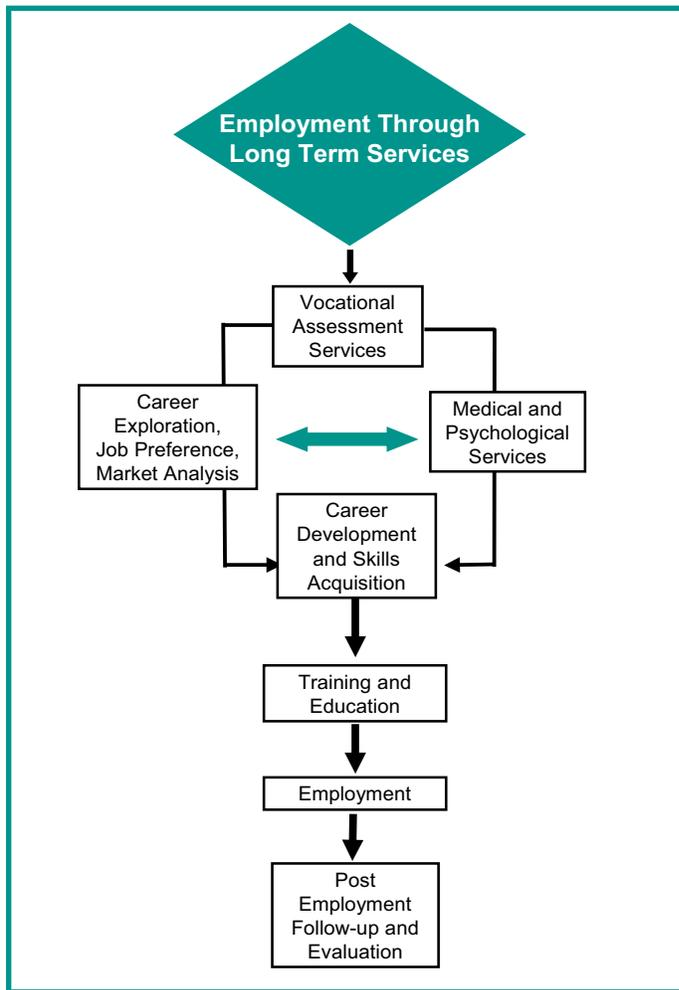 Employment Through
Long Term Services
Vocational
Assessment
Services
Career
Exploration,
Job Preference,
Market Analysis
Medical and
Psychological
Services
Career
Development
and Skills
Acquisition
Training and
Education
Employment
Post
Employment
Follow-up and
Evaluation